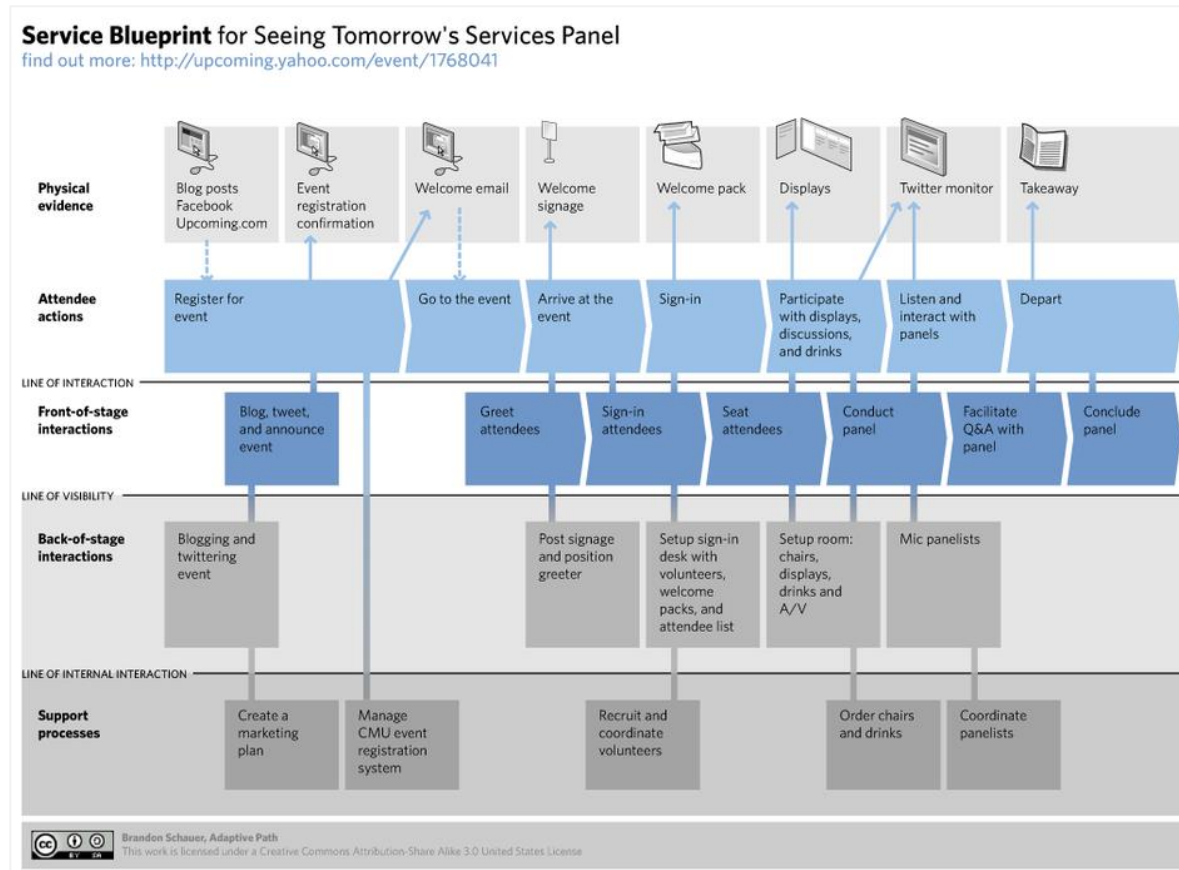 Service Blueprint for Seeing Tomorrow's Services Panel
find out more: http://upcoming.yahoo.com/event/1768041
Physical
evidence
Blog posts
Facebook
Upcoming.com
Event
registration
confirmation
Welcome email
Welcome
signage
Welcome pack
Displays
Twitter monitor
Takeaway
Attendee
actions
Register for
event
Go to the event
Arrive at the
event
Sign-in
Participate
with displays,
discussions,
and drinks
Listen and
interact with
panels
Depart
LINE OF INTERACTION
Front-of-stage
interactions
Blog, tweet,
and announce
event
Greet
attendees
Sign-in
attendees
Seat
attendees
Conduct
panel
Facilitate
Q&A with
panel
Conclude
panel
LINE OF VISIBILITY
Back-of-stage
interactions
Blogging and
twittering
event
Post signage
and position
greeter
Setup sign-in
desk with
volunteers,
welcome
packs, and
attendee list
Setup room:
chairs,
displays,
drinks and
A/V
Mic panelists
LINE OF INTERNAL INTERACTION
Support
processes
Create a
marketing
plan
Manage
CMU event
registration
system
Recruit and
coordinate
volunteers
Order chairs
and drinks
Coordinate
panelists
cc
BY SA
Brandon Schauer, Adaptive Path
This work is licensed under a Creative Commons Attribution-Share Alike 3.0 United States License